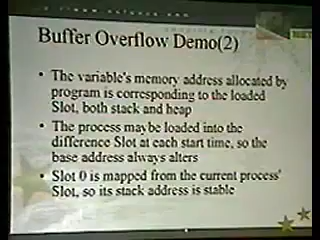 Buffer Overflow Demo(2)
• The variable's memory address allocated by
program is corresponding to the loaded
Slot, both stack and heap
• The process maybe loaded into the
difference Slot at each start time, so the
base address always alters
• Slot 0 is mapped from the current process'
Slot, so its stack address is stable